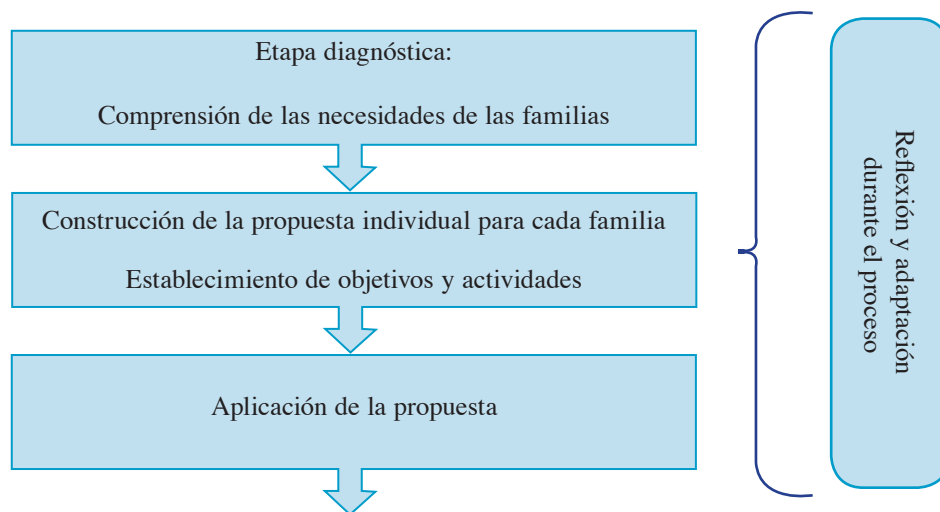 Etapa diagnóstica:
Comprensión de las necesidades de las familias
Construcción de la propuesta individual para cada familia
Establecimiento de objetivos y actividades
Aplicación de la propuesta
Reflexión y adaptación
durante el proceso